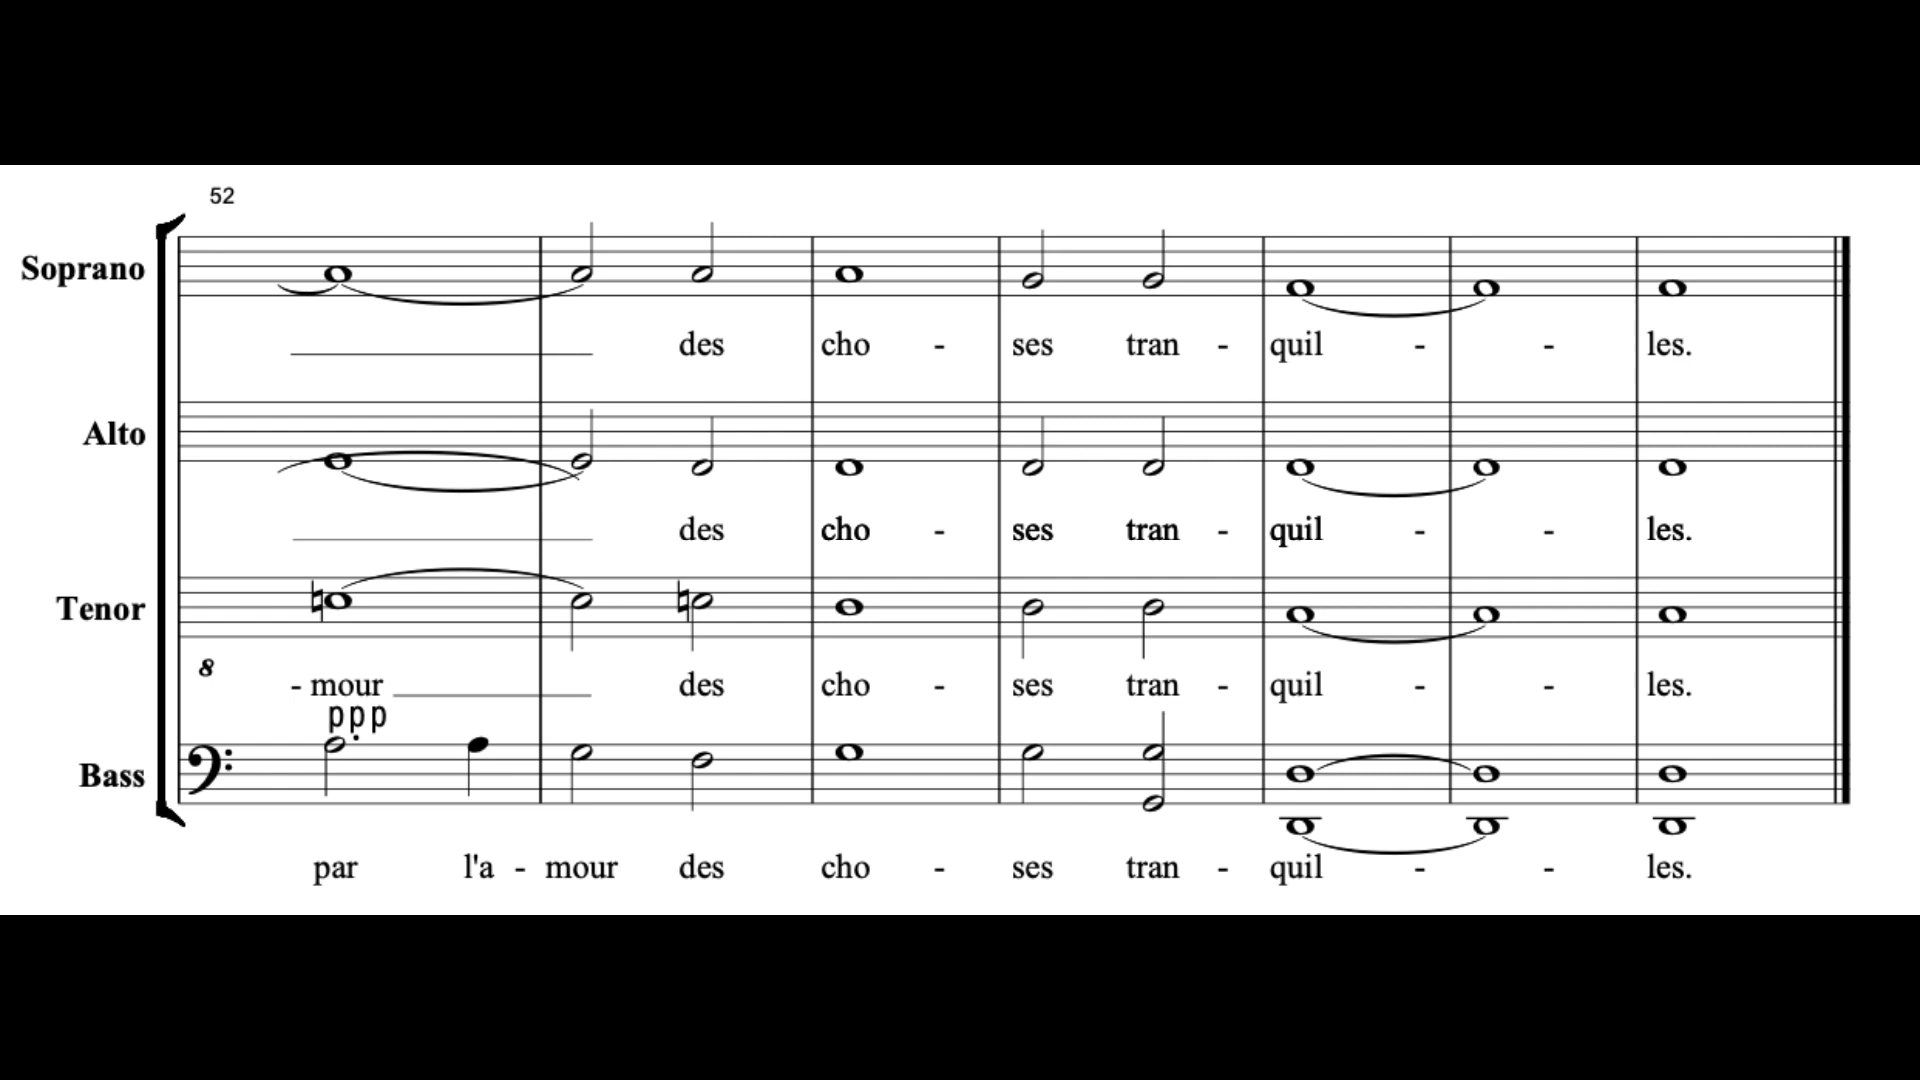 52
Soprano
des cho - ses tran - quil - - les.
Alto
des cho - ses tran - quil - - les.
Tenor
8
- mour des cho - ses tran - quil - - les.
ppp
Bass
par l'a - mour des cho - ses tran - quil - - les.